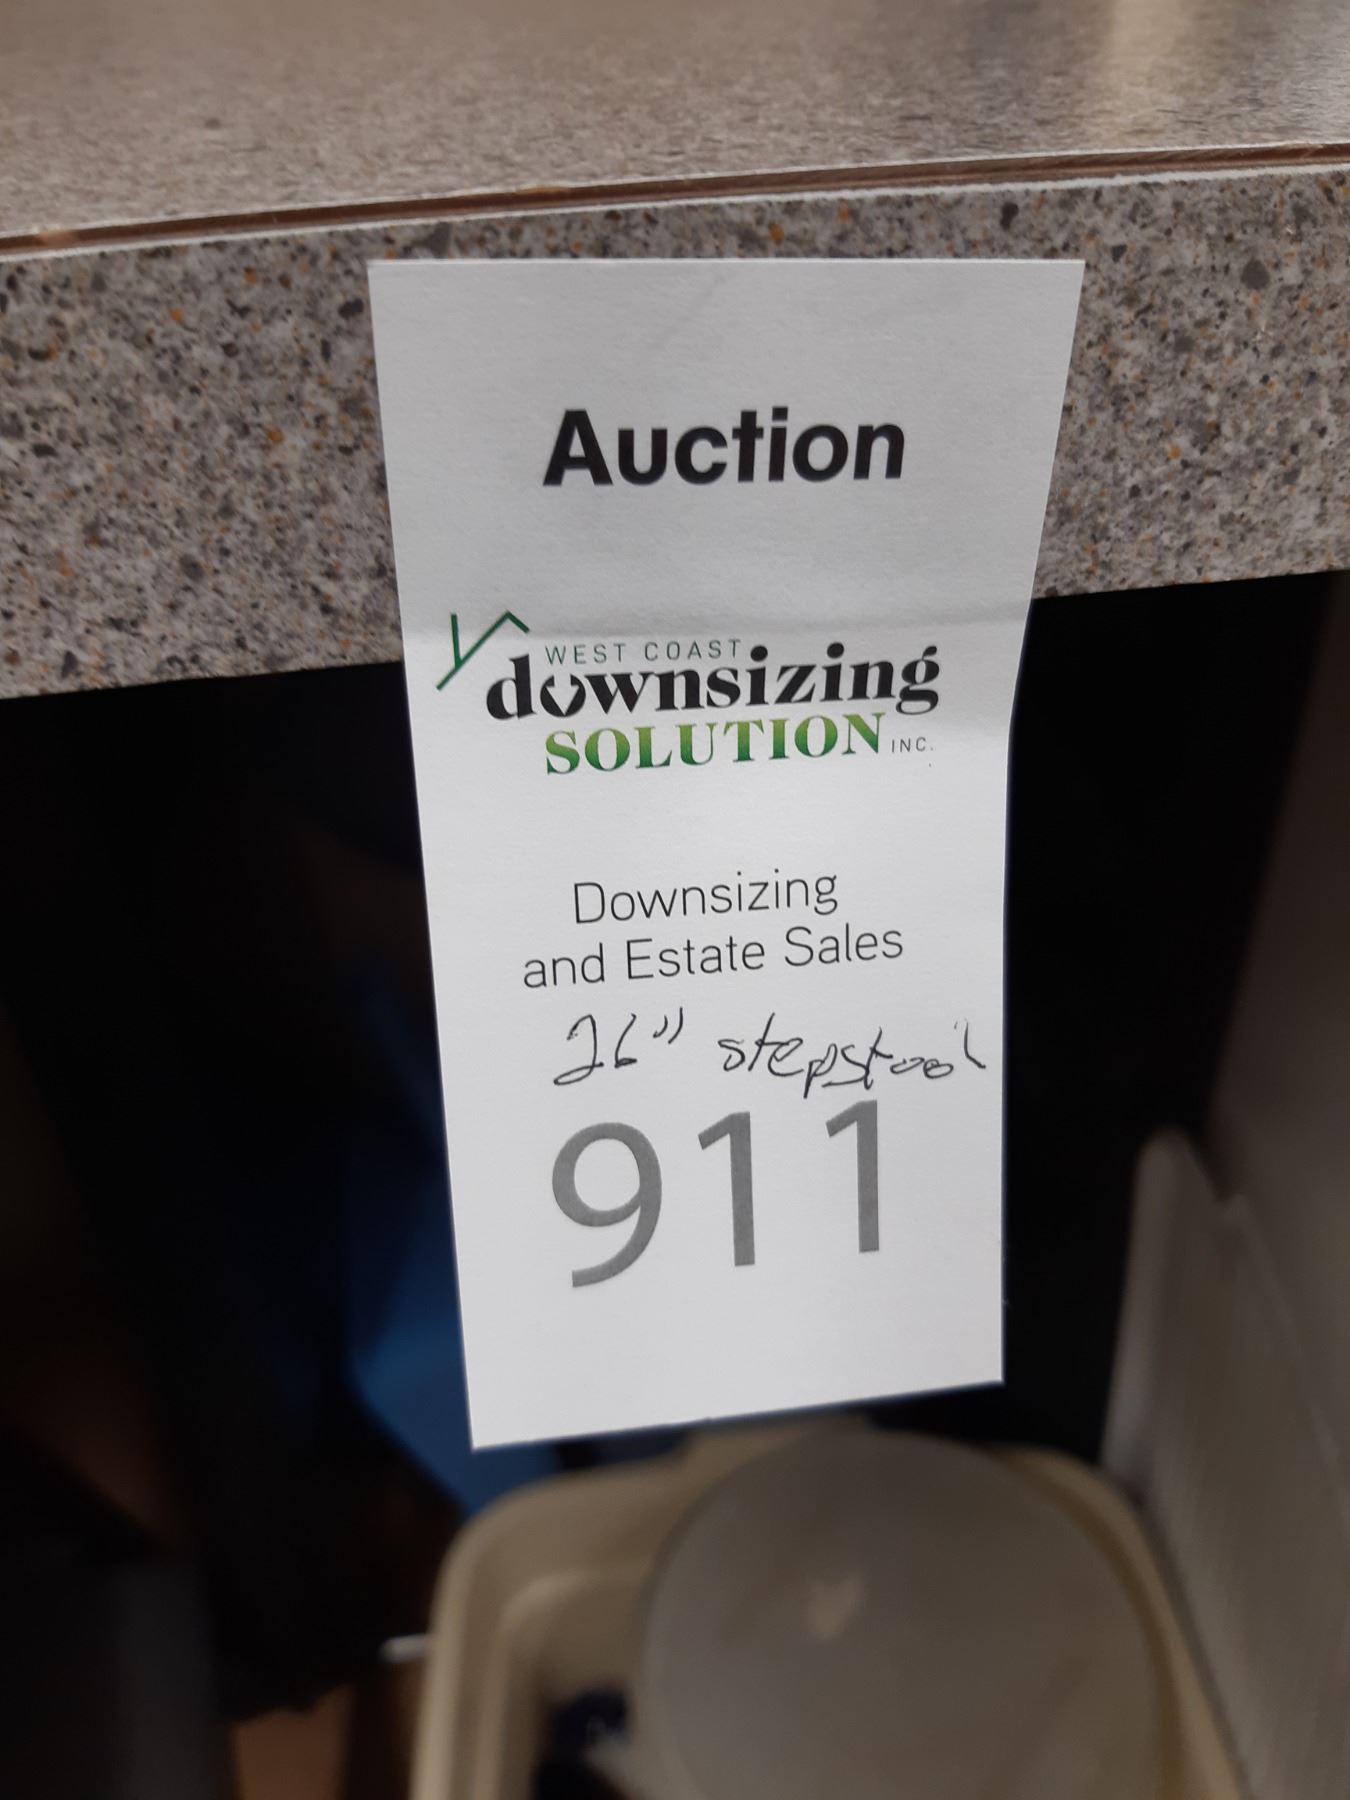 Auction
WEST COAST
downsizing
SOLUTION INC.
Downsizing
and Estate Sales
26" stepstool
911